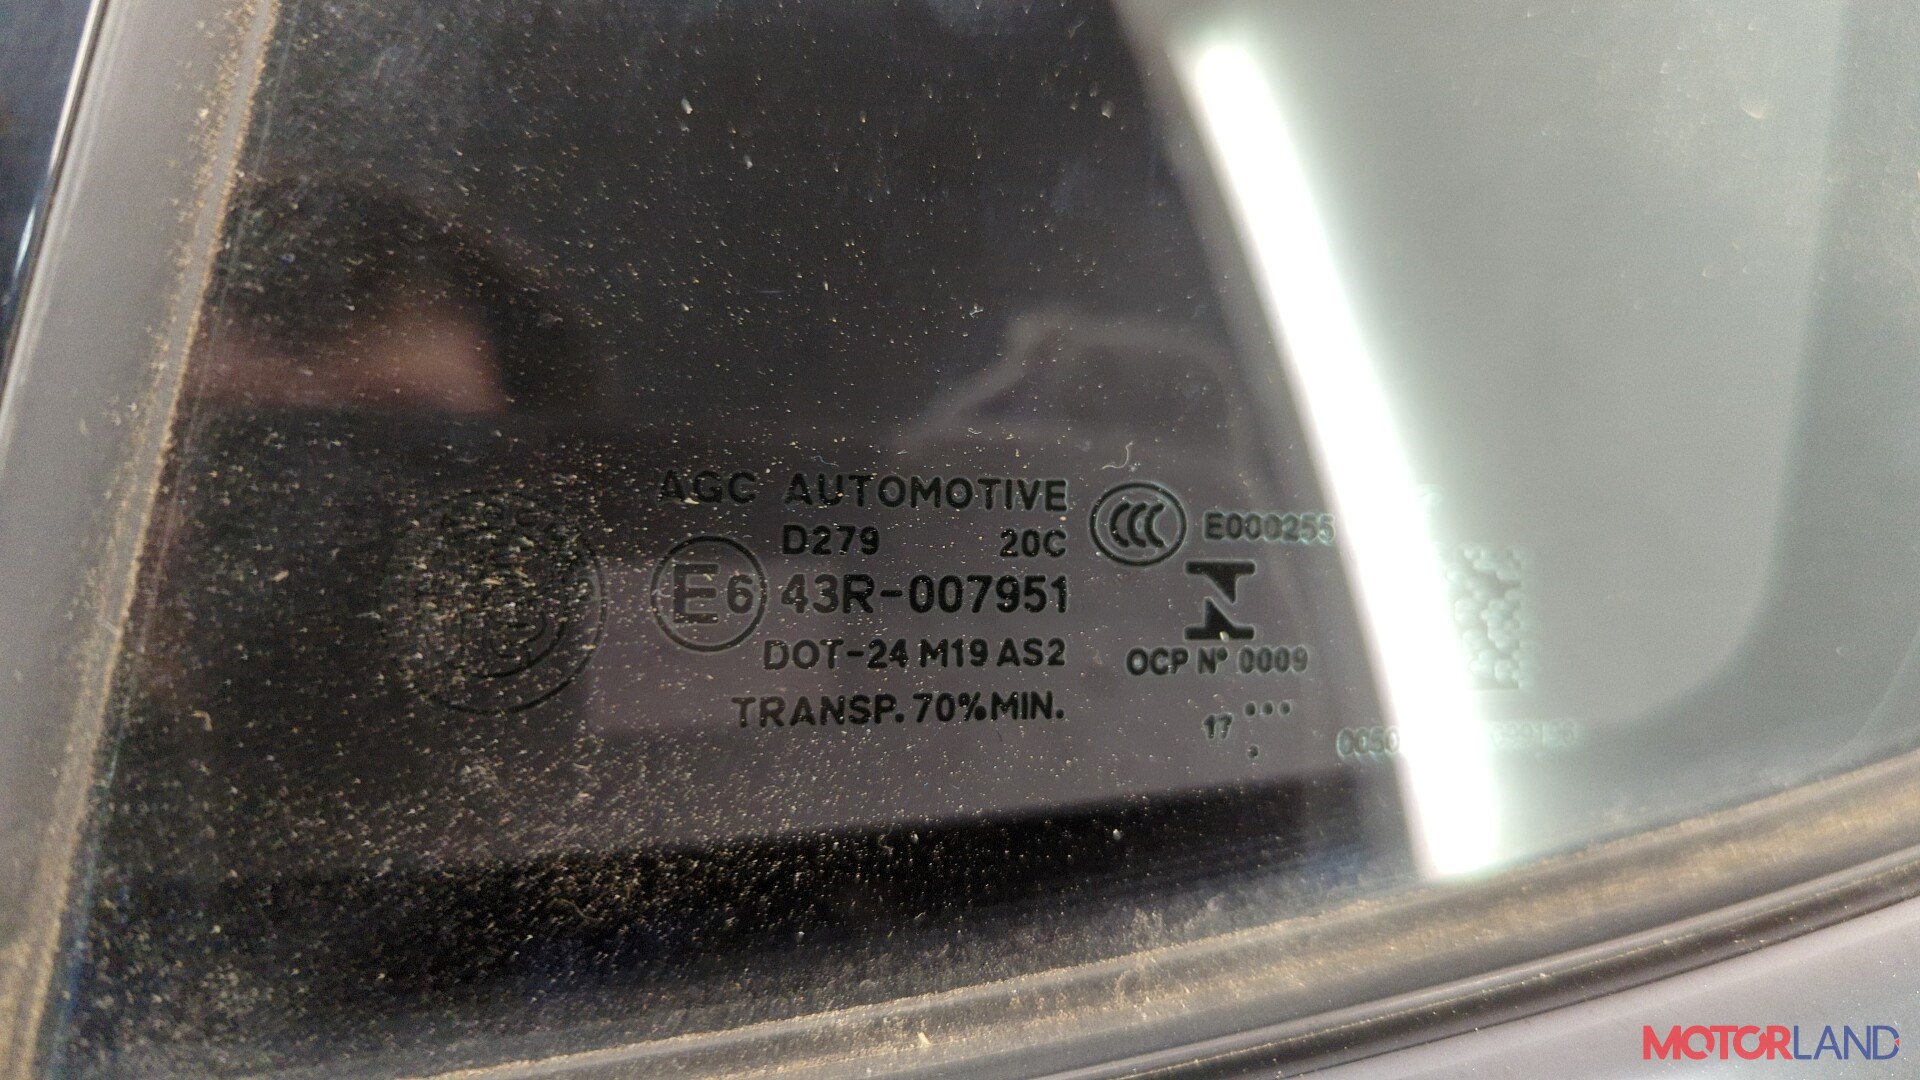 AGC AUTOMOTIVE
D279 20C
E6 43R-007951
DOT-24 M19 AS2
TRANSP. 70% MIN.
CCC E000255
OCP Nº 0009
17 ...
.
MOTORLAND